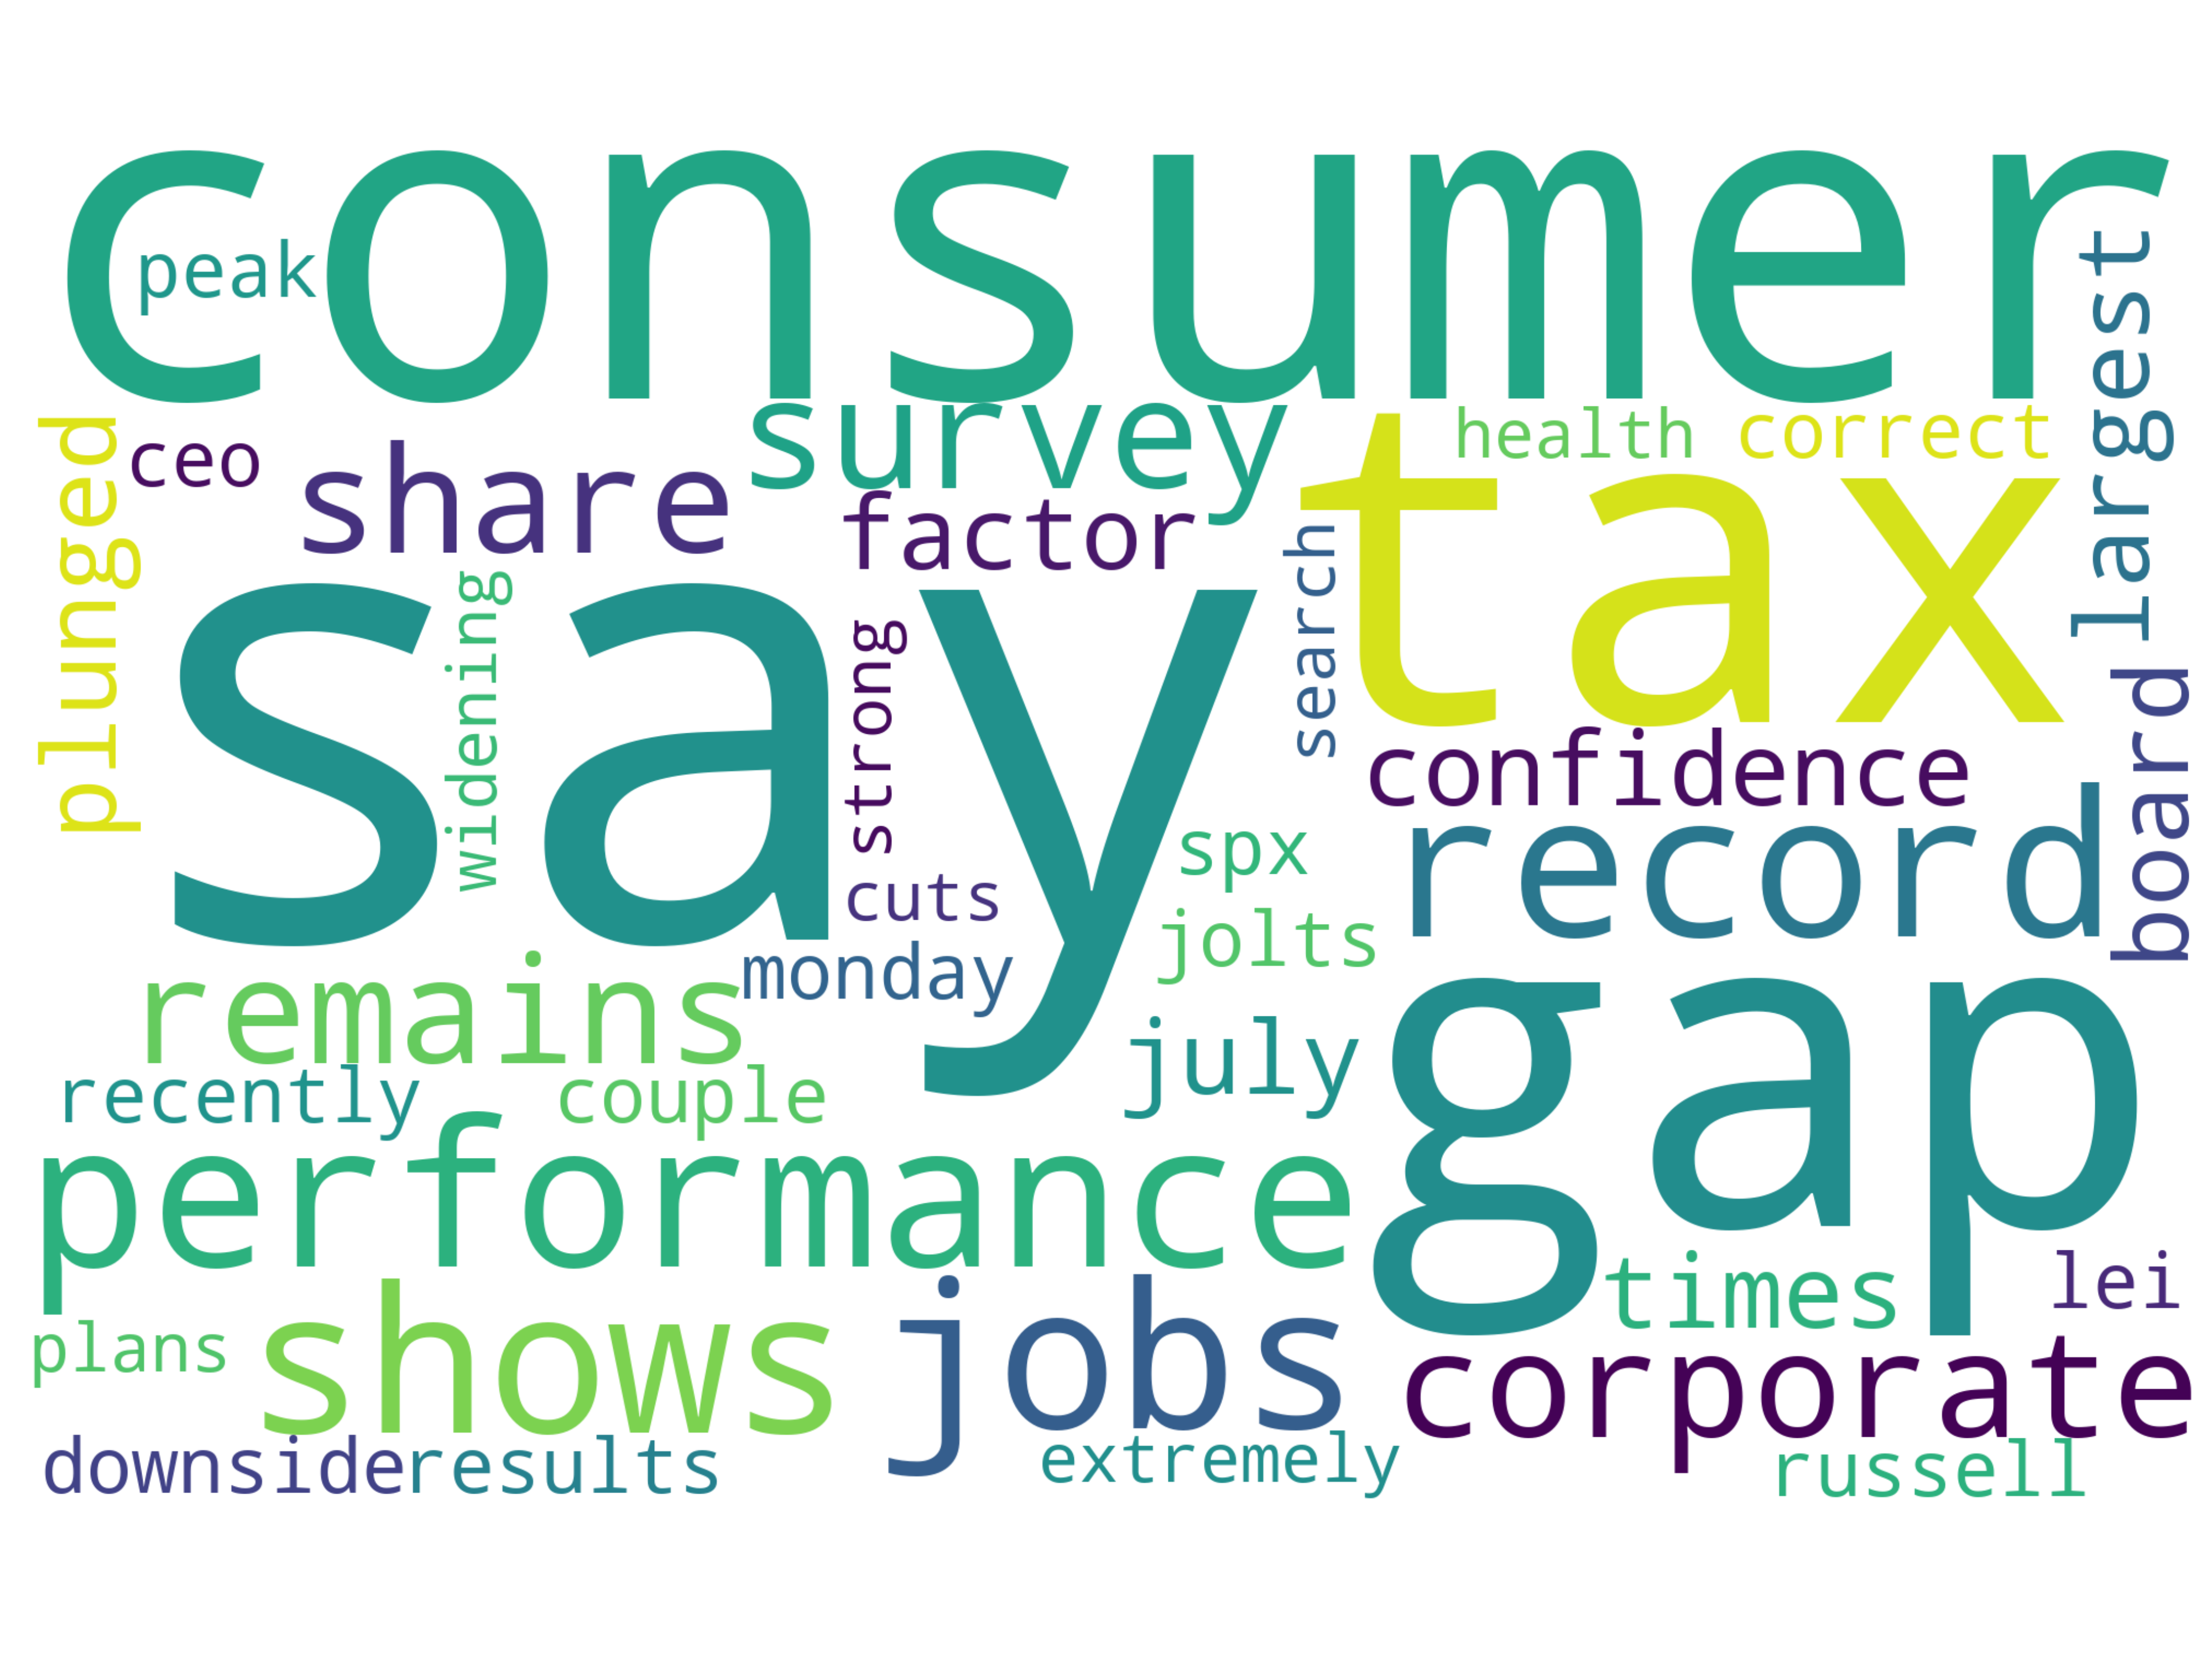 consumer
peak
largest
plunged
ceo
share
survey
health
correct
factor
tax
search
say
widening
strong
confidence
board
record
spx
cuts
jolts
monday
remains
july
gap
recently
couple
performance
times
lei
shows
jobs
plans
corporate
downside
results
extremely
russell